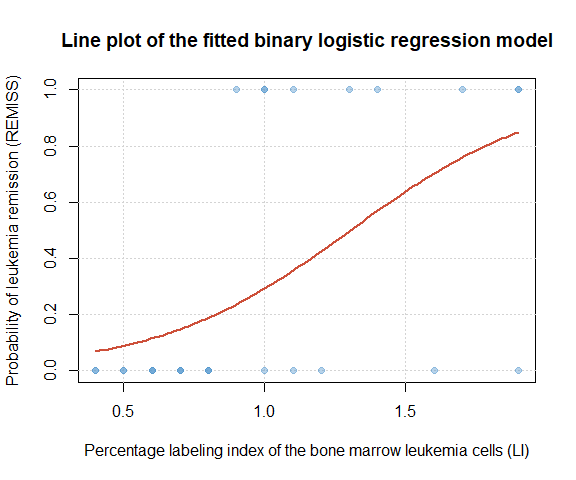 Line plot of the fitted binary logistic regression model
Probability of leukemia remission (REMISS)
1.0
0.8
0.6
0.4
0.2
0.0
0.5 1.0 1.5
Percentage labeling index of the bone marrow leukemia cells (LI)